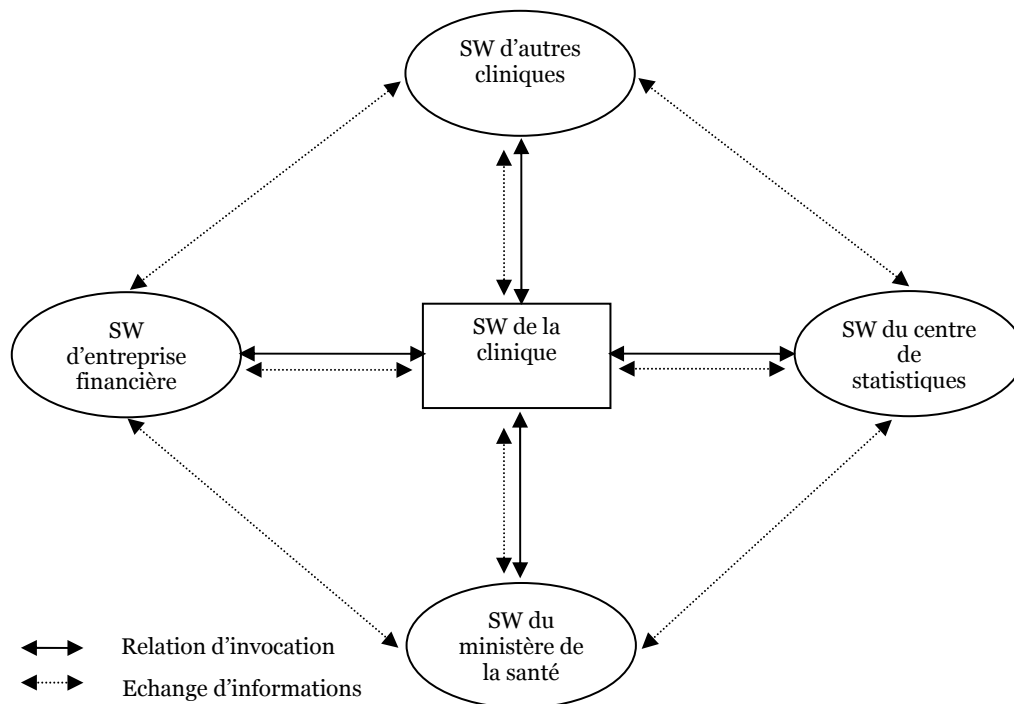 SW d’autres
cliniques
SW
d’entreprise
financière
SW de la
clinique
SW du centre
de
statistiques
SW du
ministère de
la santé
Relation d’invocation
Echange d’informations